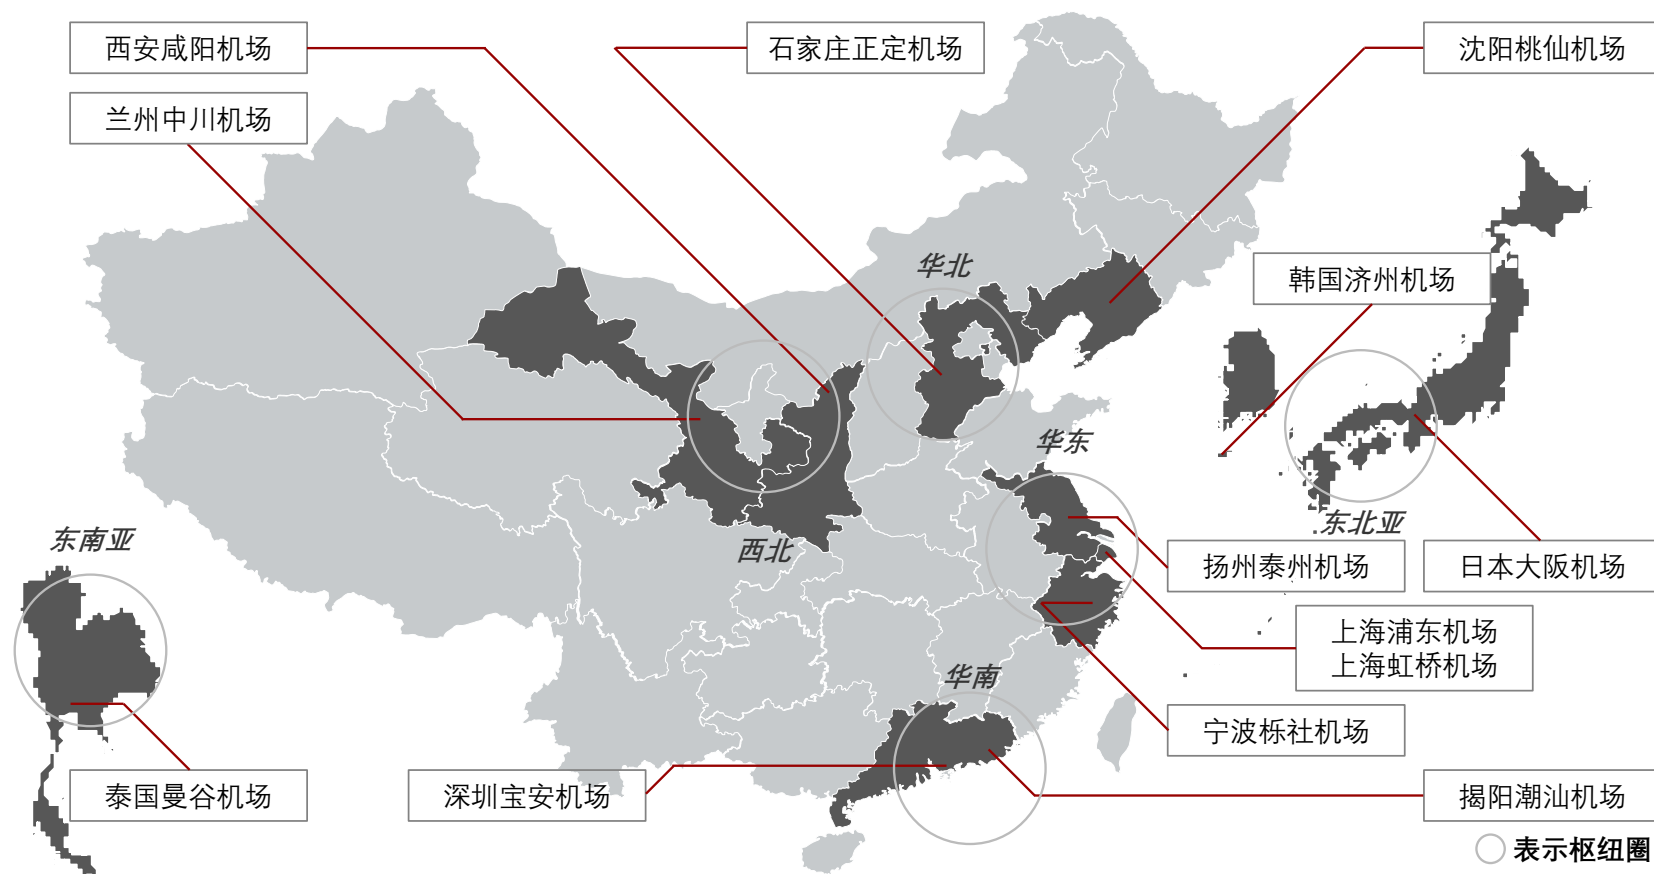 西安咸阳机场
石家庄正定机场
沈阳桃仙机场
兰州中川机场
华北
韩国济州机场
华东
东南亚
西北
东北亚
扬州泰州机场
日本大阪机场
上海浦东机场
上海虹桥机场
华南
宁波栎社机场
泰国曼谷机场
深圳宝安机场
揭阳潮汕机场
表示枢纽圈